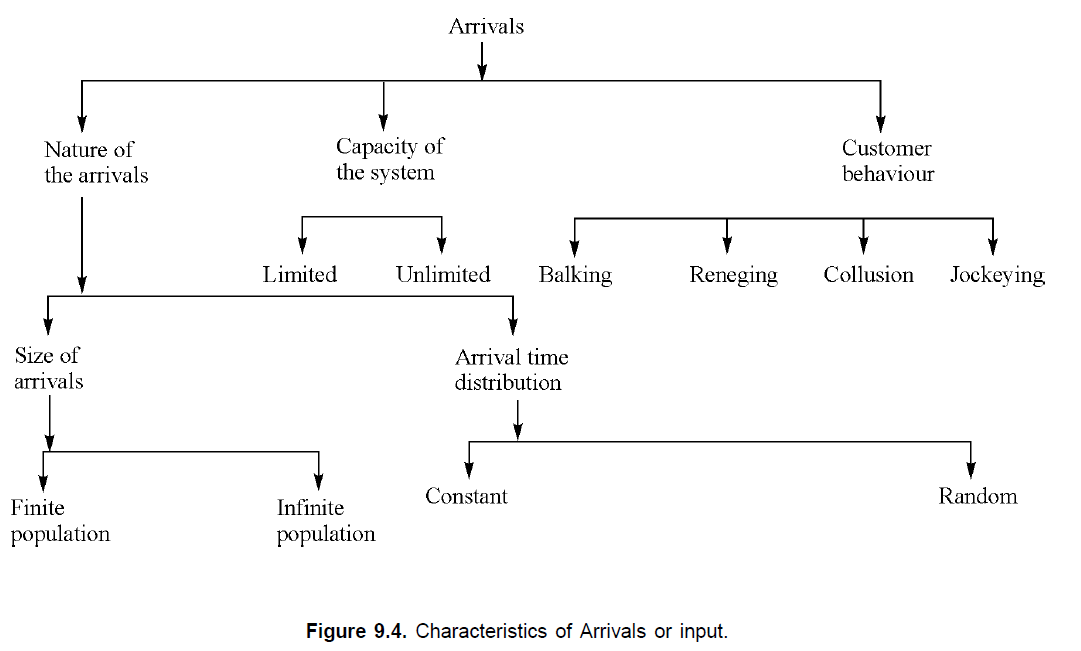 Arrivals
Nature of
the arrivals
Capacity of
the system
Customer
behaviour
Limited
Unlimited
Balking
Reneging
Collusion
Jockeying
Size of
arrivals
Arrival time
distribution
Finite
population
Infinite
population
Constant
Random
Figure 9.4. Characteristics of Arrivals or input.